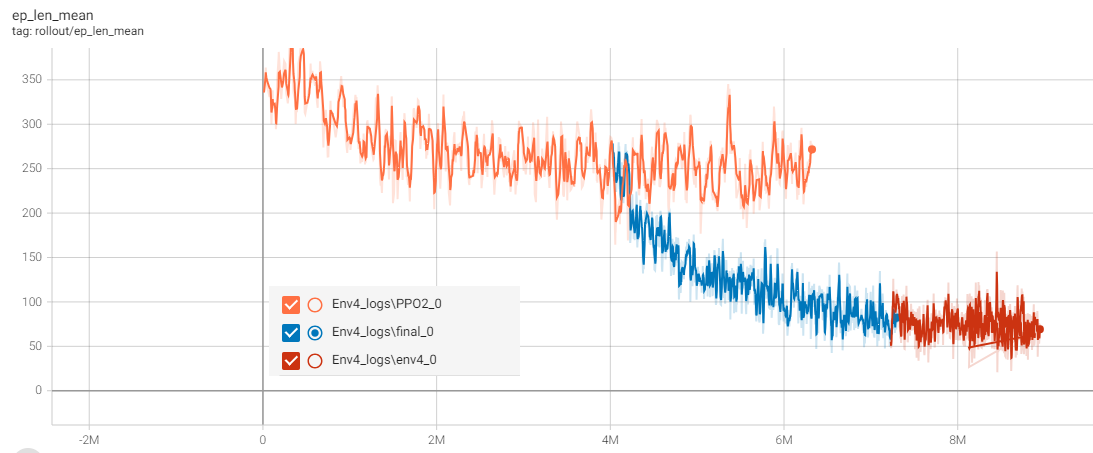 ep_len_mean
tag: rollout/ep_len_mean
350
300
250
200
150
100
50
0
Env4_logs\PPO2_0
Env4_logs\final_0
Env4_logs\env4_0
-2M 0 2M 4M 6M 8M